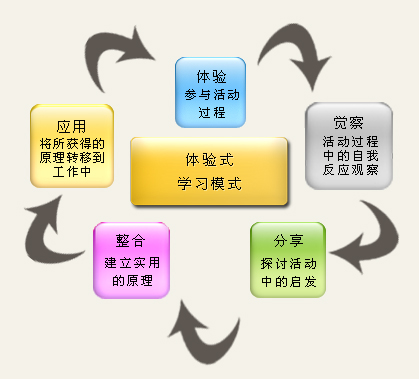 体验
参与活动
过程
觉察
活动过程
中的自我
反应观察
分享
探讨活动
中的启发
整合
建立实用
的原理
应用
将所获得的
原理转移到
工作中
体验式
学习模式